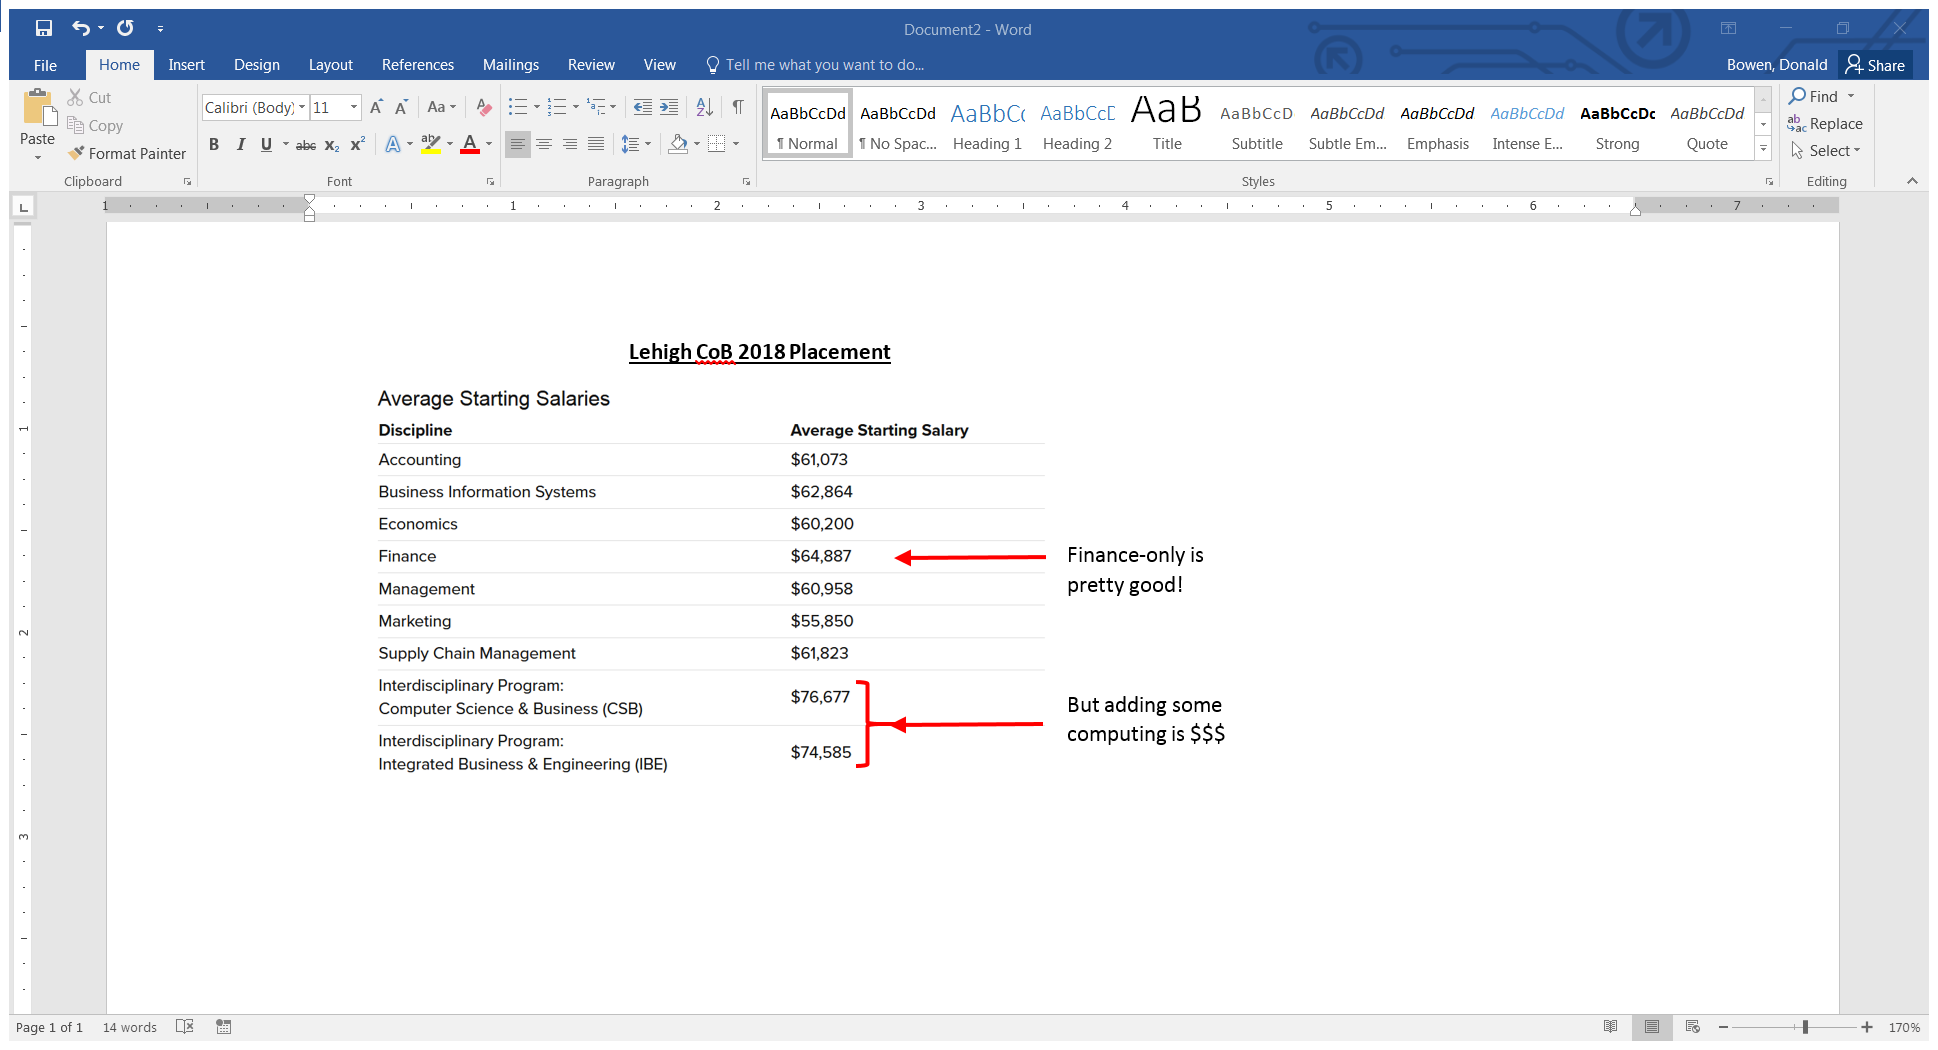 Document2 - Word
File Home Insert Design Layout References Mailings Review View Tell me what you want to do... Bowen, Donald Share
Cut
Copy
Format Painter
Paste
Clipboard
Calibri (Body) 11
Font
Paragraph
AaBbCcDd AaBbCcDd AaBbCc AaBbCcD AaB AaBbCcD AaBbCcDd AaBbCcDd AaBbCcDd AaBbCcDc AaBbCcDd
¶ Normal ¶ No Spac... Heading 1 Heading 2 Title Subtitle Subtle Em... Emphasis Intense E... Strong Quote
Styles
Find
Replace
Select
Editing
1 1 2 3 4 5 6 7
Lehigh CoB 2018 Placement
Average Starting Salaries
Discipline Average Starting Salary
Accounting $61,073
Business Information Systems $62,864
Economics $60,200
Finance $64,887
Finance-only is
pretty good!
Management $60,958
Marketing $55,850
Supply Chain Management $61,823
Interdisciplinary Program:
Computer Science & Business (CSB) $76,677
But adding some
computing is $$$
Interdisciplinary Program:
Integrated Business & Engineering (IBE) $74,585
1
2
3
Page 1 of 1 14 words 170%